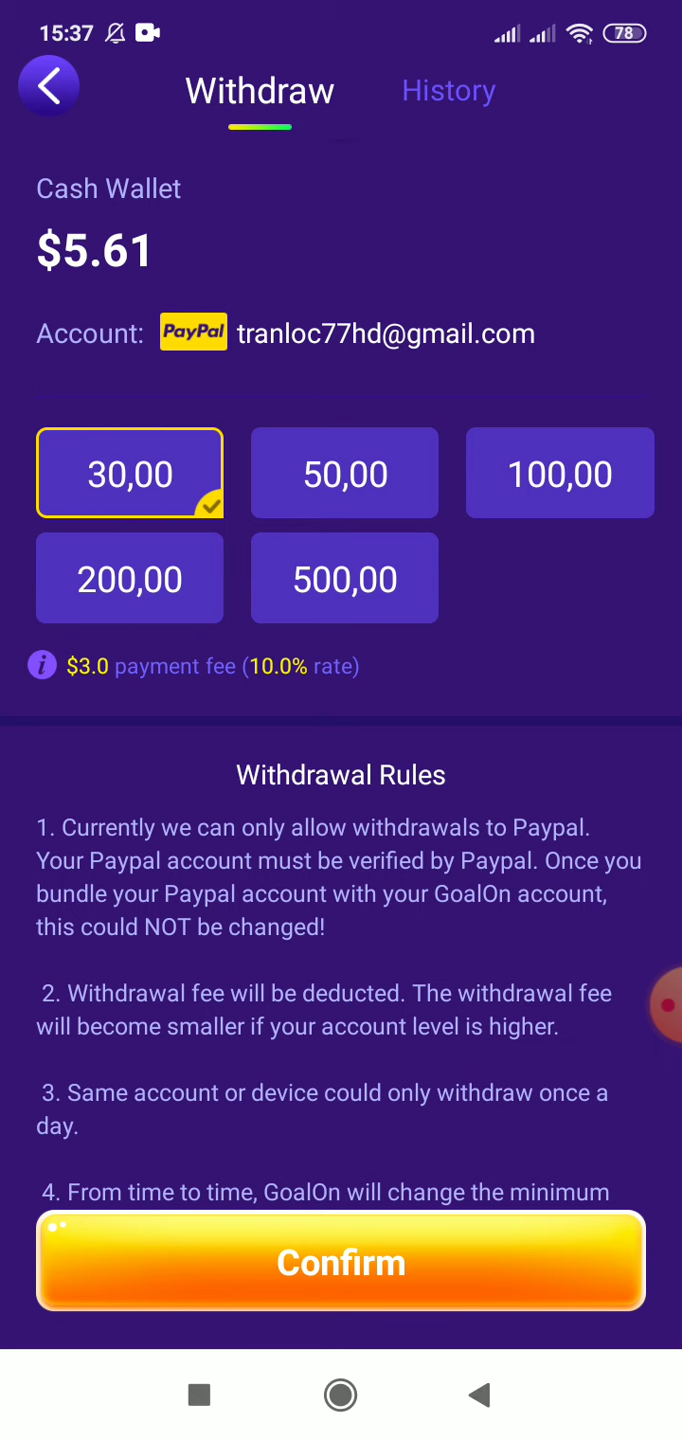 15:37 78
Withdraw History
Cash Wallet
$5.61
Account: PayPal tranloc77hd@gmail.com
30,00 50,00 100,00
200,00 500,00
i $3.0 payment fee (10.0% rate)
Withdrawal Rules
1. Currently we can only allow withdrawals to Paypal.
Your Paypal account must be verified by Paypal. Once you
bundle your Paypal account with your GoalOn account,
this could NOT be changed!
2. Withdrawal fee will be deducted. The withdrawal fee
will become smaller if your account level is higher.
3. Same account or device could only withdraw once a
day.
4. From time to time, GoalOn will change the minimum
Confirm